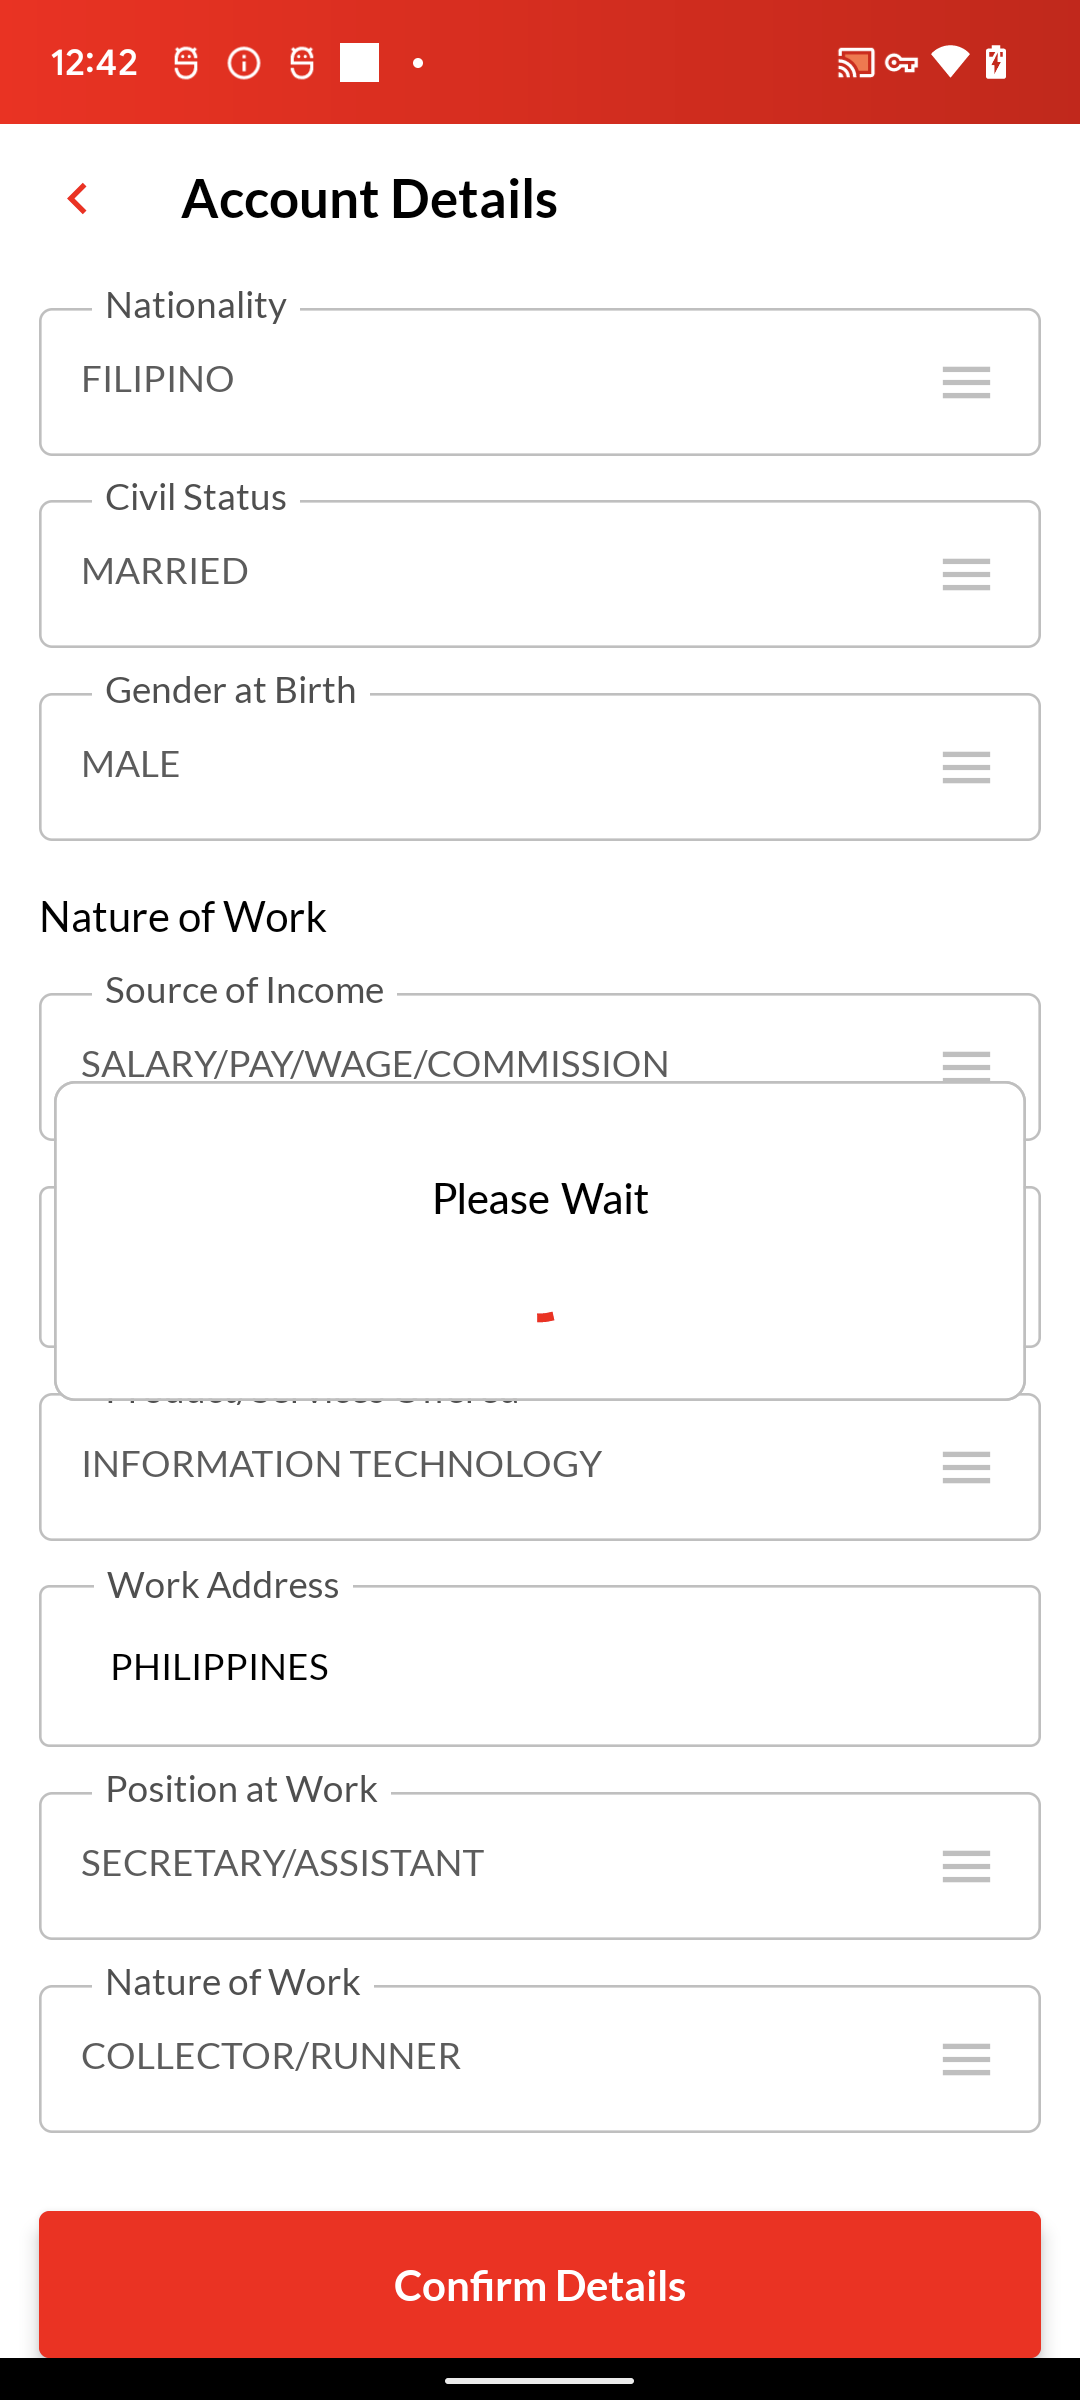 12:42
Account Details
Nationality
FILIPINO
Civil Status
MARRIED
Gender at Birth
MALE
Nature of Work
Source of Income
SALARY/PAY/WAGE/COMMISSION
Please Wait
INFORMATION TECHNOLOGY
Work Address
PHILIPPINES
Position at Work
SECRETARY/ASSISTANT
Nature of Work
COLLECTOR/RUNNER
Confirm Details